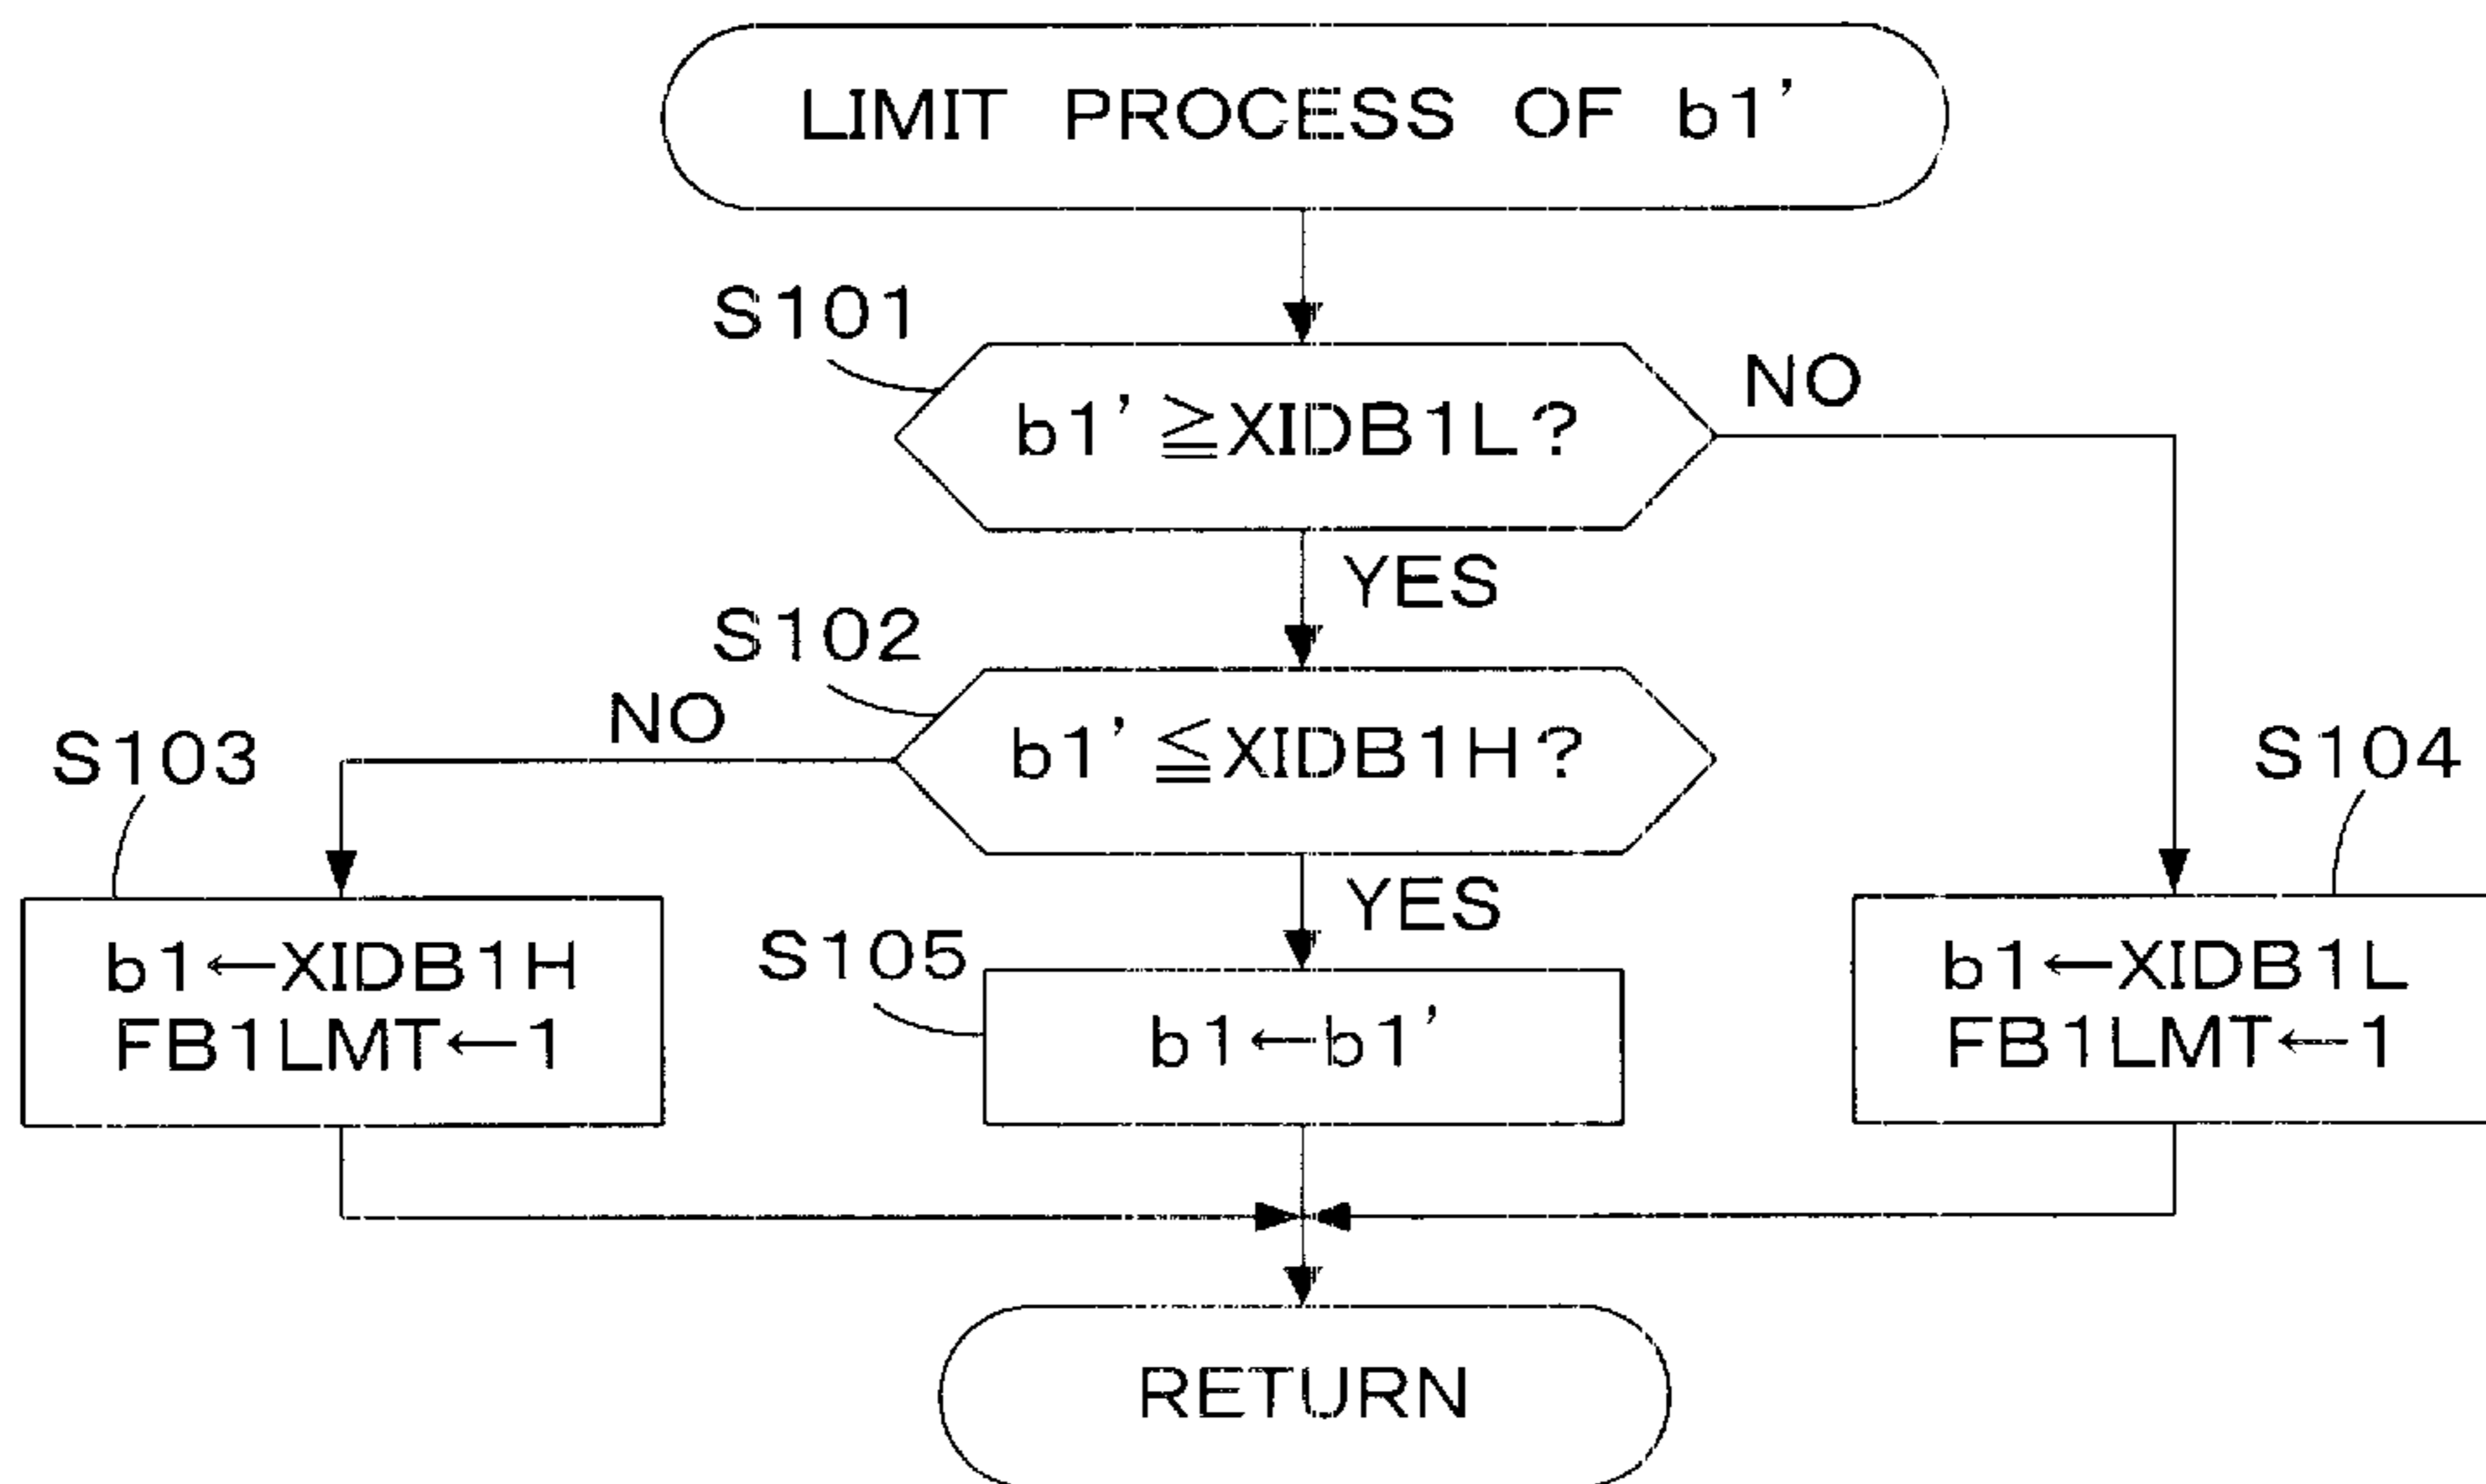 LIMIT PROCESS OF b1'
S101
b1' ≧XIDB1L?
NO
YES
S102
b1' ≦XIDB1H?
NO
YES
S103
b1←XIDB1H
FB1LMT←1
S105
b1←b1'
S104
b1←XIDB1L
FB1LMT←1
RETURN